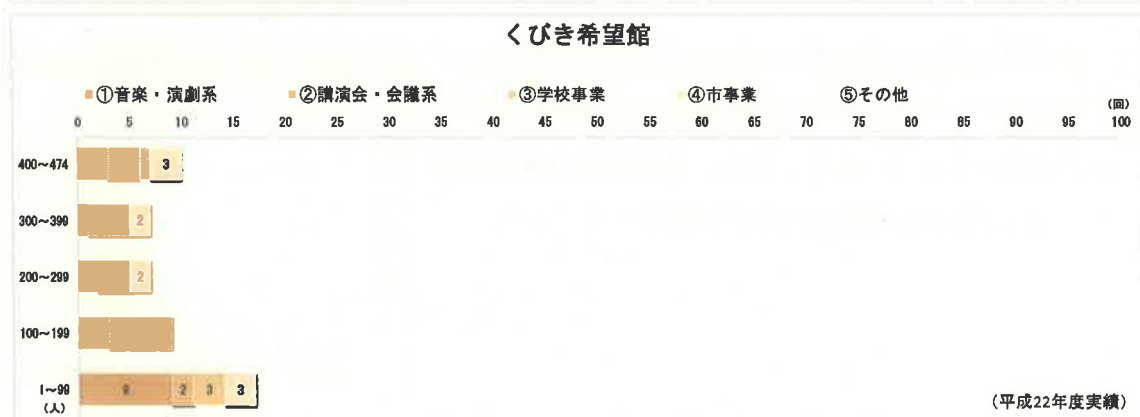 くびき希望館
①音楽・演劇系 ②講演会・会議系 ③学校事業 ④市事業 ⑤その他
(回)
0 5 10 15 20 25 30 35 40 45 50 55 60 65 70 75 80 85 90 95 100
400~474 3
300~399 2
200~299 2
100~199
1~99 9 2 3 3
(人)
(平成22年度実績)